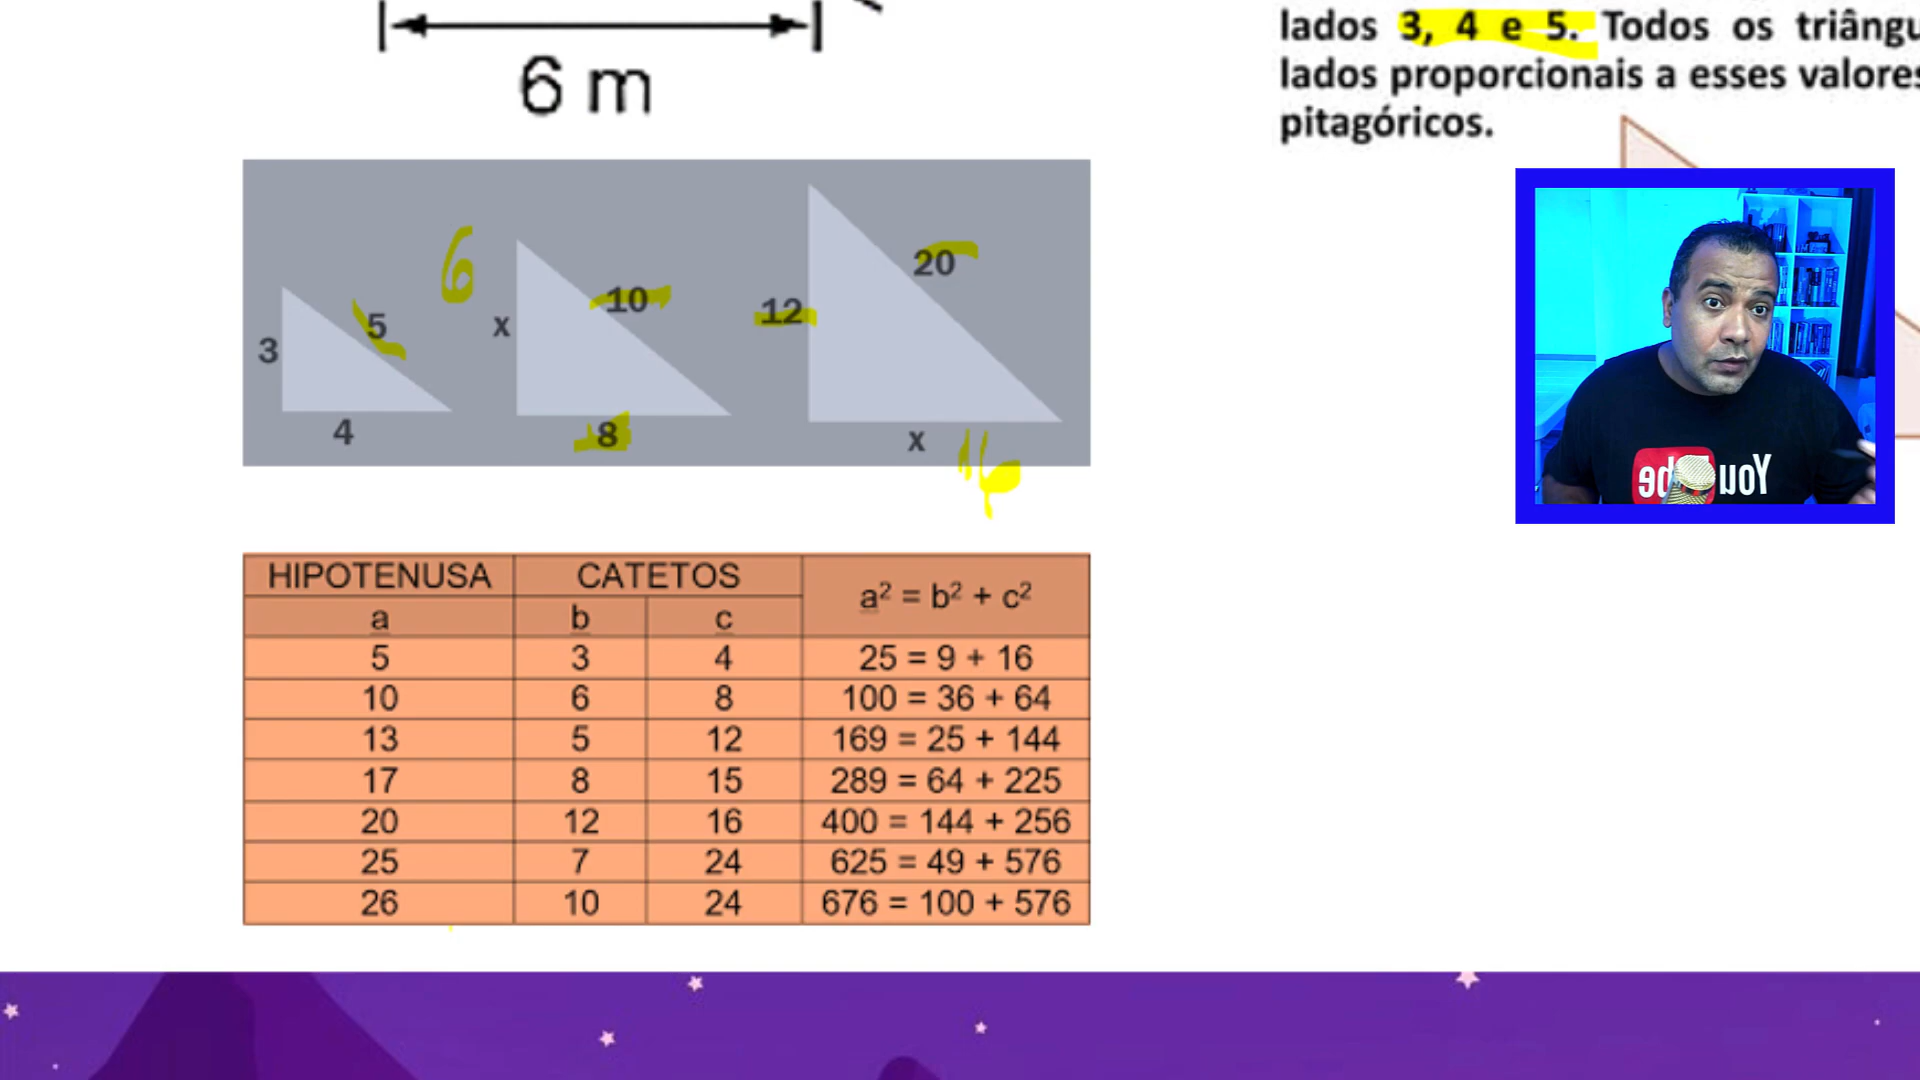 6 m
lados 3, 4 e 5. Todos os triângu
lados proporcionais a esses valores
pitagóricos.
3
5
4
6
x
10
8
12
20
x
16
HIPOTENUSA CATETOS a² = b² + c²
a b c
5 3 4 25 = 9 + 16
10 6 8 100 = 36 + 64
13 5 12 169 = 25 + 144
17 8 15 289 = 64 + 225
20 12 16 400 = 144 + 256
25 7 24 625 = 49 + 576
26 10 24 676 = 100 + 576
YouTube